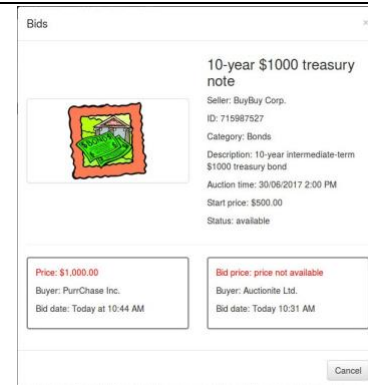 Bids
×
10-year $1000 treasury
note
Seller: BuyBuy Corp.
ID: 715987527
Category: Bonds
Description: 10-year intermediate-term
$1000 treasury bond
Auction time: 30/06/2017 2:00 PM
Start price: $500.00
Status: available
Price: $1,000.00
Buyer: PurrChase Inc.
Bid date: Today at 10:44 AM
Bid price: price not available
Buyer: Auctionite Ltd.
Bid date: Today 10:31 AM
Cancel